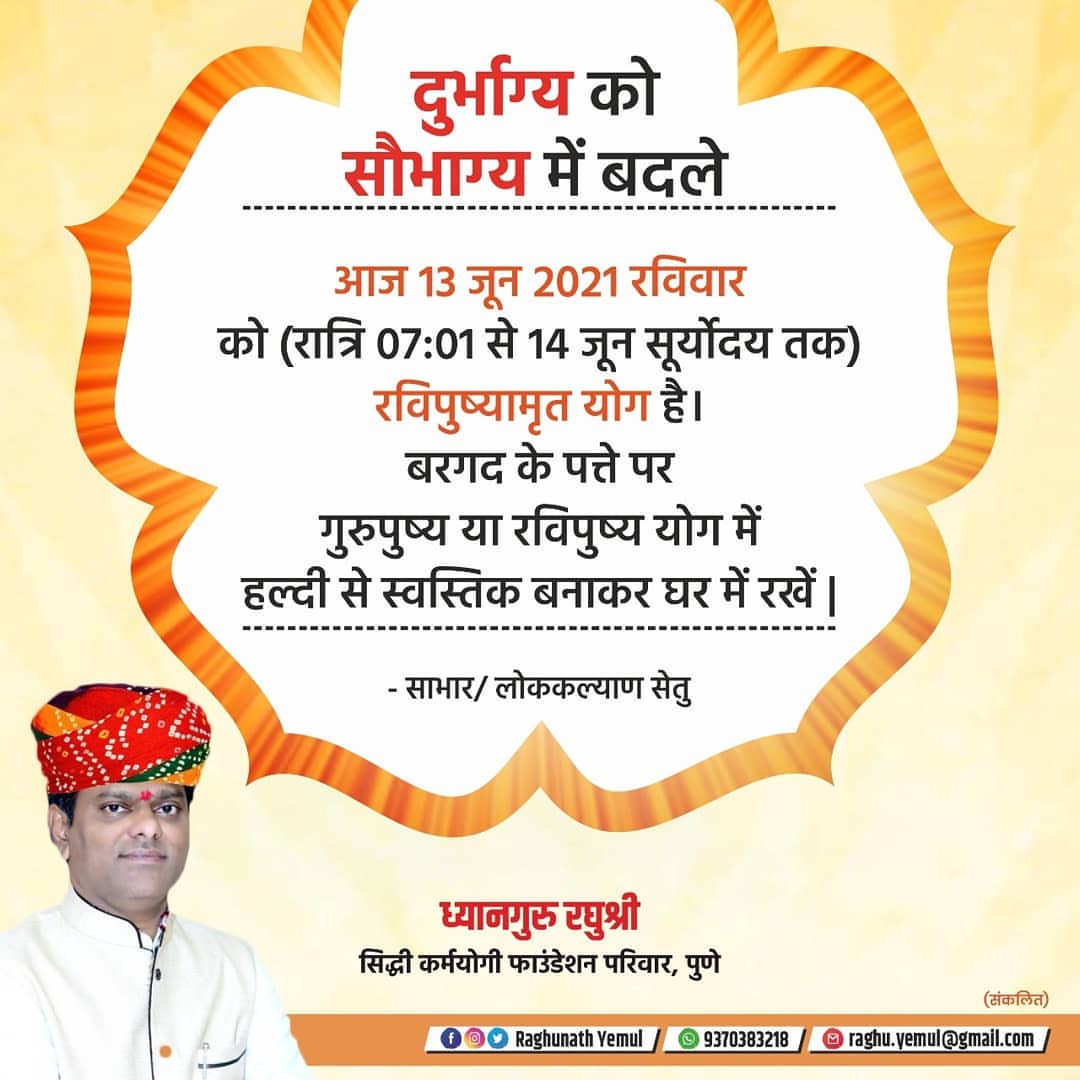 दुर्भाग्य को
सौभाग्य में बदले
आज 13 जून 2021 रविवार
को (रात्रि 07:01 से 14 जून सूर्योदय तक)
रविपुष्यामृत योग है।
बरगद के पत्ते पर
गुरुपुष्य या रविपुष्य योग में
हल्दी से स्वस्तिक बनाकर घर में रखें |
- साभार/ लोककल्याण सेतु
ध्यानगुरु रघुश्री
सिद्धी कर्मयोगी फाउंडेशन परिवार, पुणे
(संकलित)
Raghunath Yemul 9370383218 raghu.yemul@gmail.com